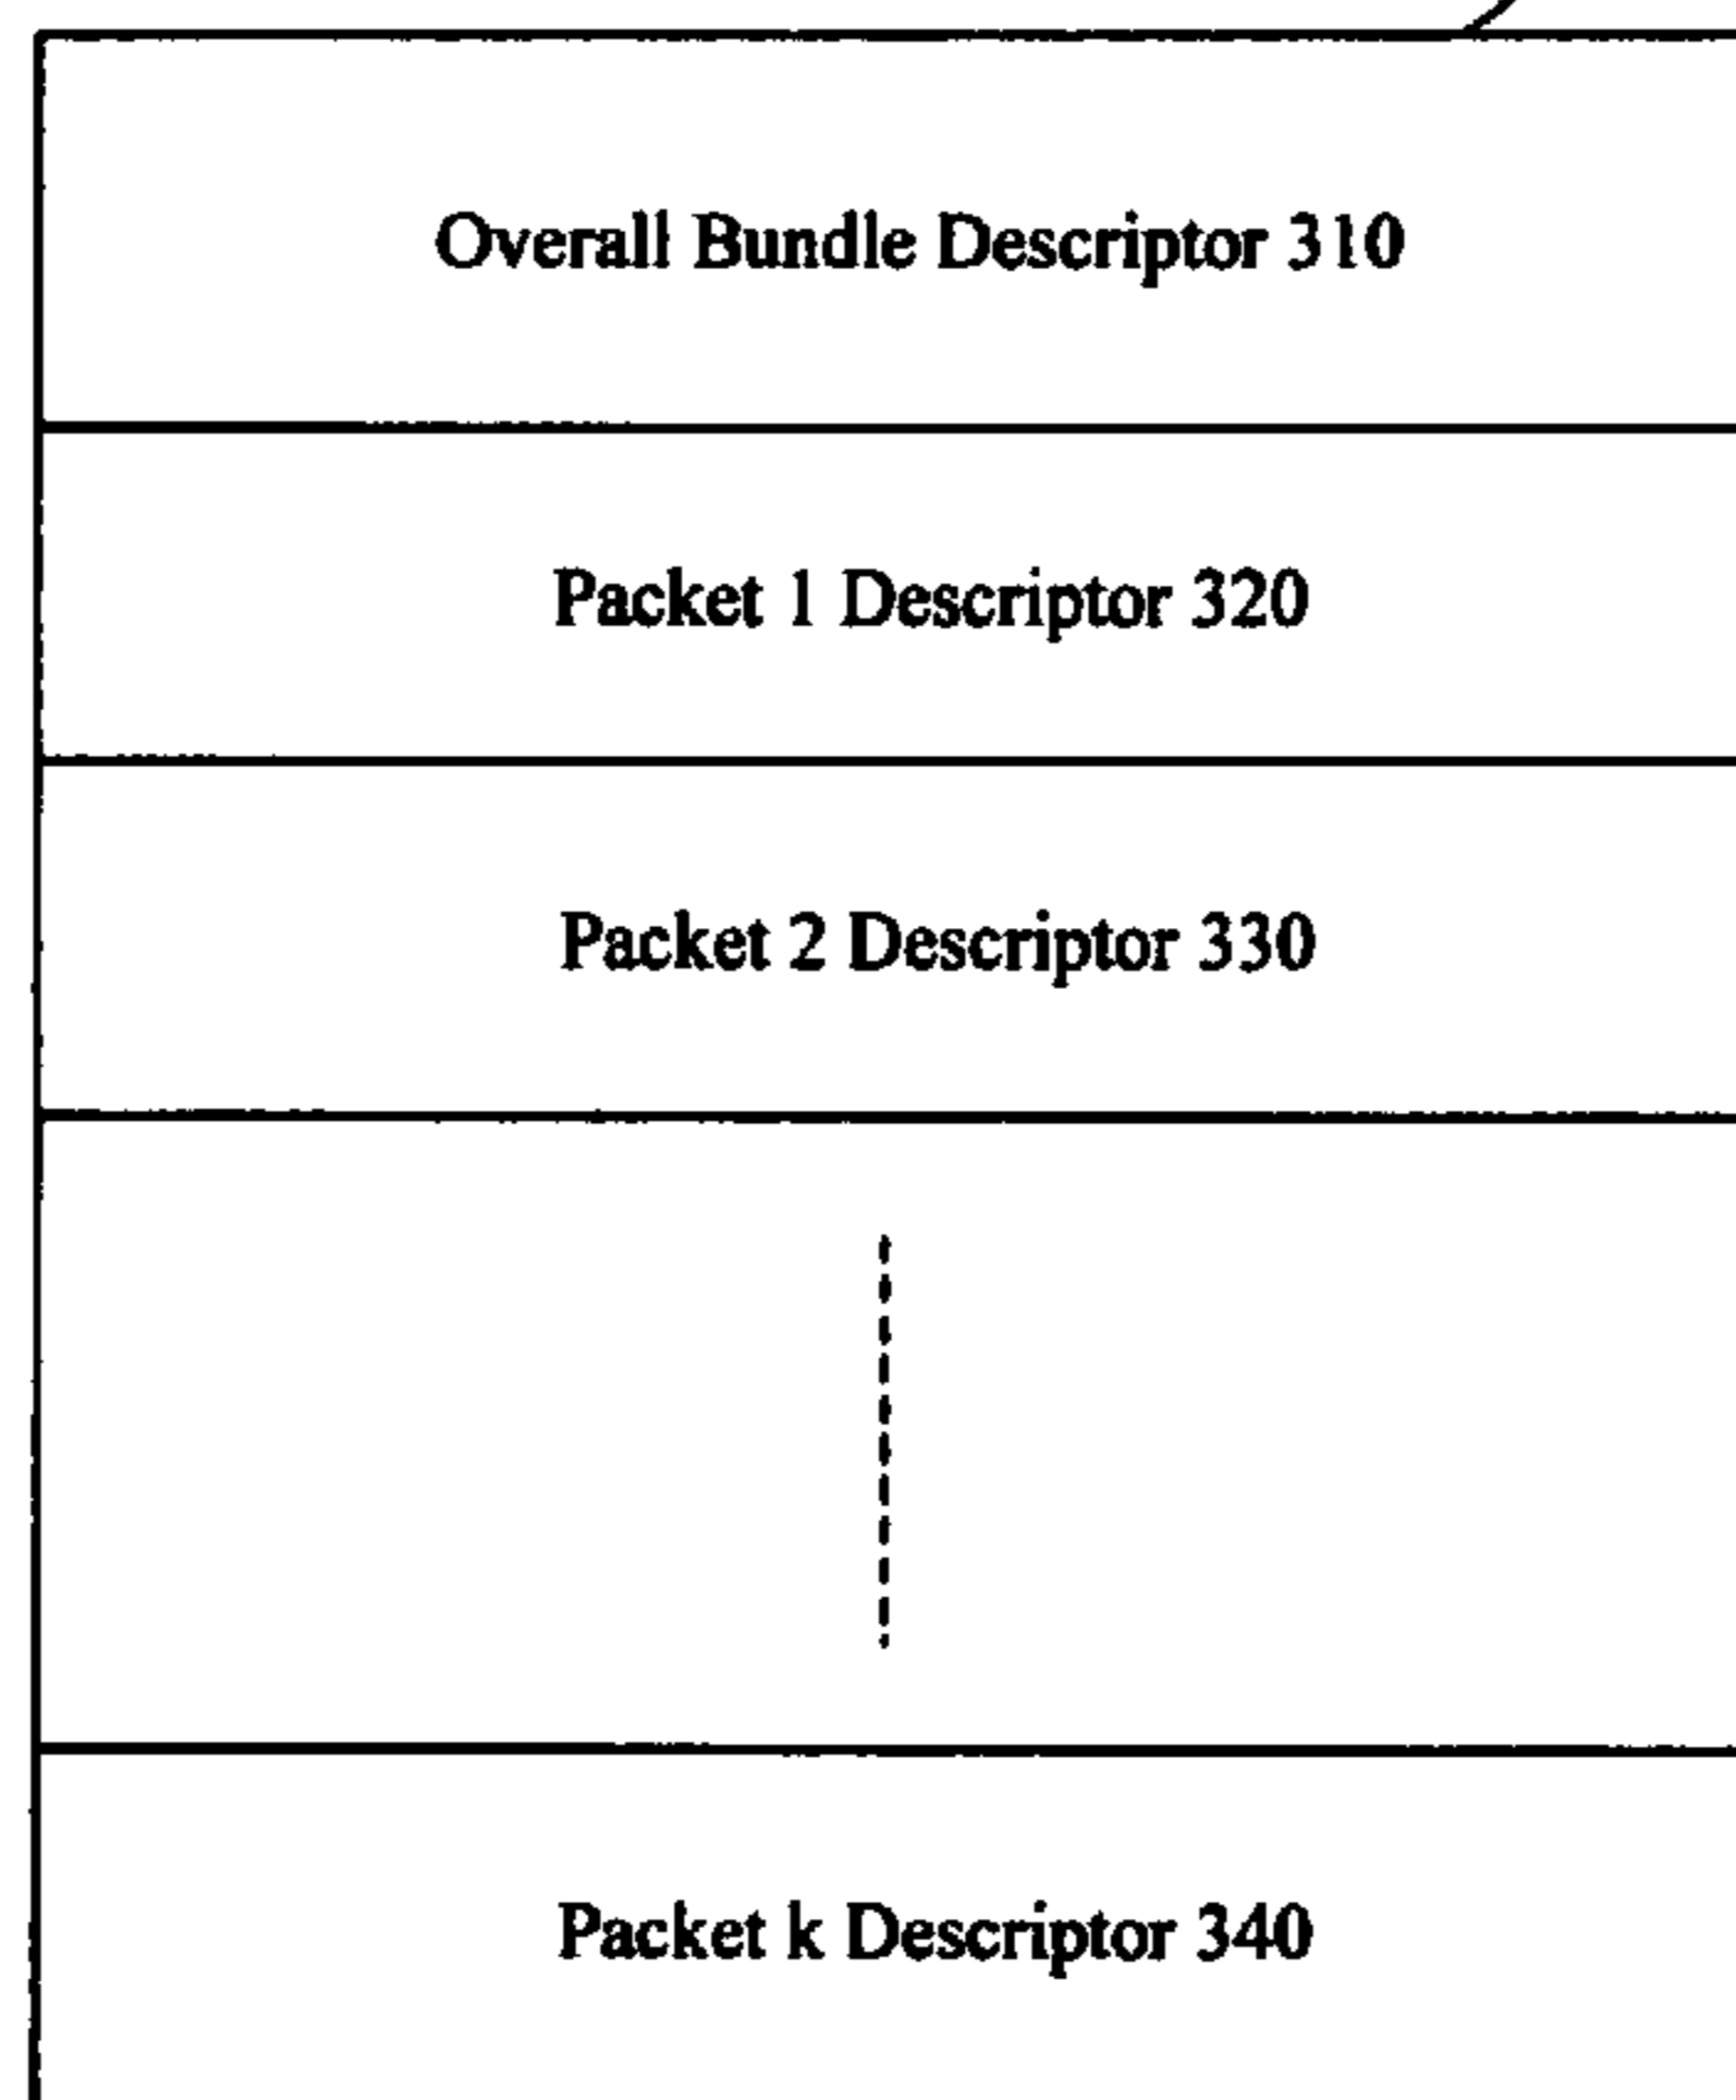 Overall Bundle Descriptor 310
Packet 1 Descriptor 320
Packet 2 Descriptor 330
Packet k Descriptor 340